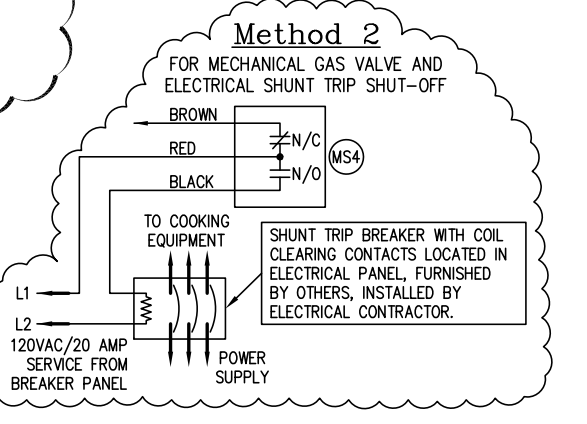 Method 2
FOR MECHANICAL GAS VALVE AND
ELECTRICAL SHUNT TRIP SHUT-OFF
BROWN
N/C
RED
MS4
N/O
BLACK
TO COOKING
EQUIPMENT
SHUNT TRIP BREAKER WITH COIL
CLEARING CONTACTS LOCATED IN
ELECTRICAL PANEL, FURNISHED
BY OTHERS, INSTALLED BY
ELECTRICAL CONTRACTOR.
L1
L2
120VAC/20 AMP
SERVICE FROM
BREAKER PANEL
POWER
SUPPLY